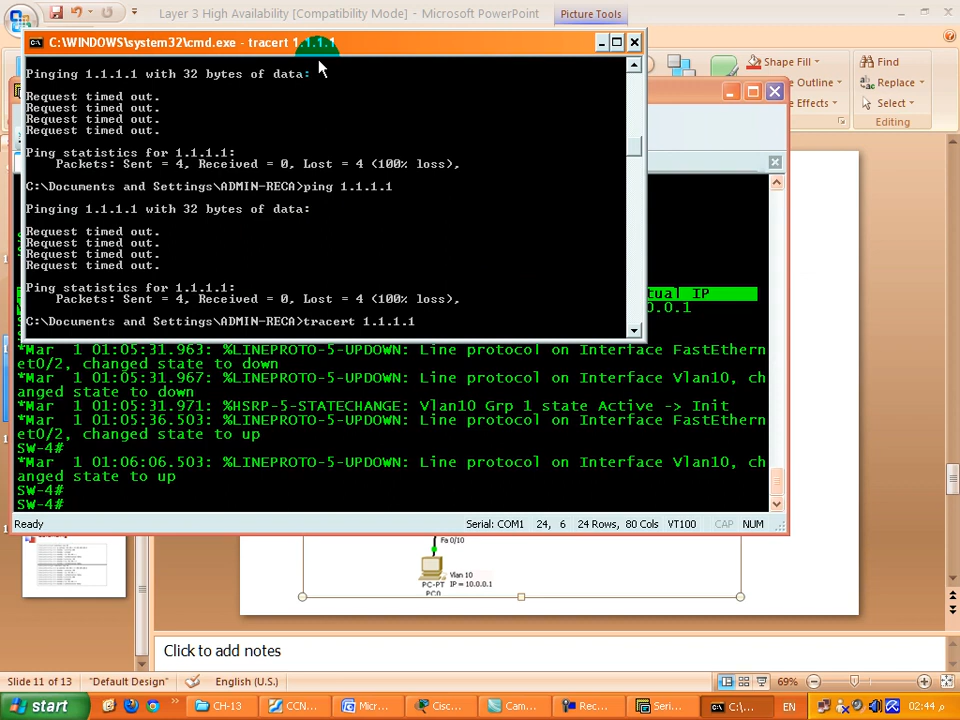 Layer 3 High Availability [Compatibility Mode] - Microsoft PowerPoint
Picture Tools
C:\WINDOWS\system32\cmd.exe - tracert 1.1.1.1
Pinging 1.1.1.1 with 32 bytes of data:
Request timed out.
Request timed out.
Request timed out.
Request timed out.
Ping statistics for 1.1.1.1:
Packets: Sent = 4, Received = 0, Lost = 4 (100% loss),
C:\Documents and Settings\ADMIN-RECA>ping 1.1.1.1
Pinging 1.1.1.1 with 32 bytes of data:
Request timed out.
Request timed out.
Request timed out.
Request timed out.
Ping statistics for 1.1.1.1:
Packets: Sent = 4, Received = 0, Lost = 4 (100% loss),
C:\Documents and Settings\ADMIN-RECA>tracert 1.1.1.1
Shape Fill
Outline
Effects
Find
Replace
Select
Editing
tual IP
0.0.1
*Mar 1 01:05:31.963: %LINEPROTO-5-UPDOWN: Line protocol on Interface FastEthern
et0/2, changed state to down
*Mar 1 01:05:31.967: %LINEPROTO-5-UPDOWN: Line protocol on Interface Vlan10, ch
anged state to down
*Mar 1 01:05:31.971: %HSRP-5-STATECHANGE: Vlan10 Grp 1 state Active -> Init
*Mar 1 01:05:36.503: %LINEPROTO-5-UPDOWN: Line protocol on Interface FastEthern
et0/2, changed state to up
SW-4#
*Mar 1 01:06:06.503: %LINEPROTO-5-UPDOWN: Line protocol on Interface Vlan10, ch
anged state to up
SW-4#
SW-4#
Ready
Serial: COM1 24, 6 24 Rows, 80 Cols VT100 CAP NUM
Fa 0/10
Vlan 10
PC-PT IP = 10.0.0.1
PC0
Click to add notes
Slide 11 of 13 "Default Design" English (U.S.) 69%
start CH-13 CCN... Micr... Cisc... Cam... Rec... Seri... C:\... EN 02:44 م